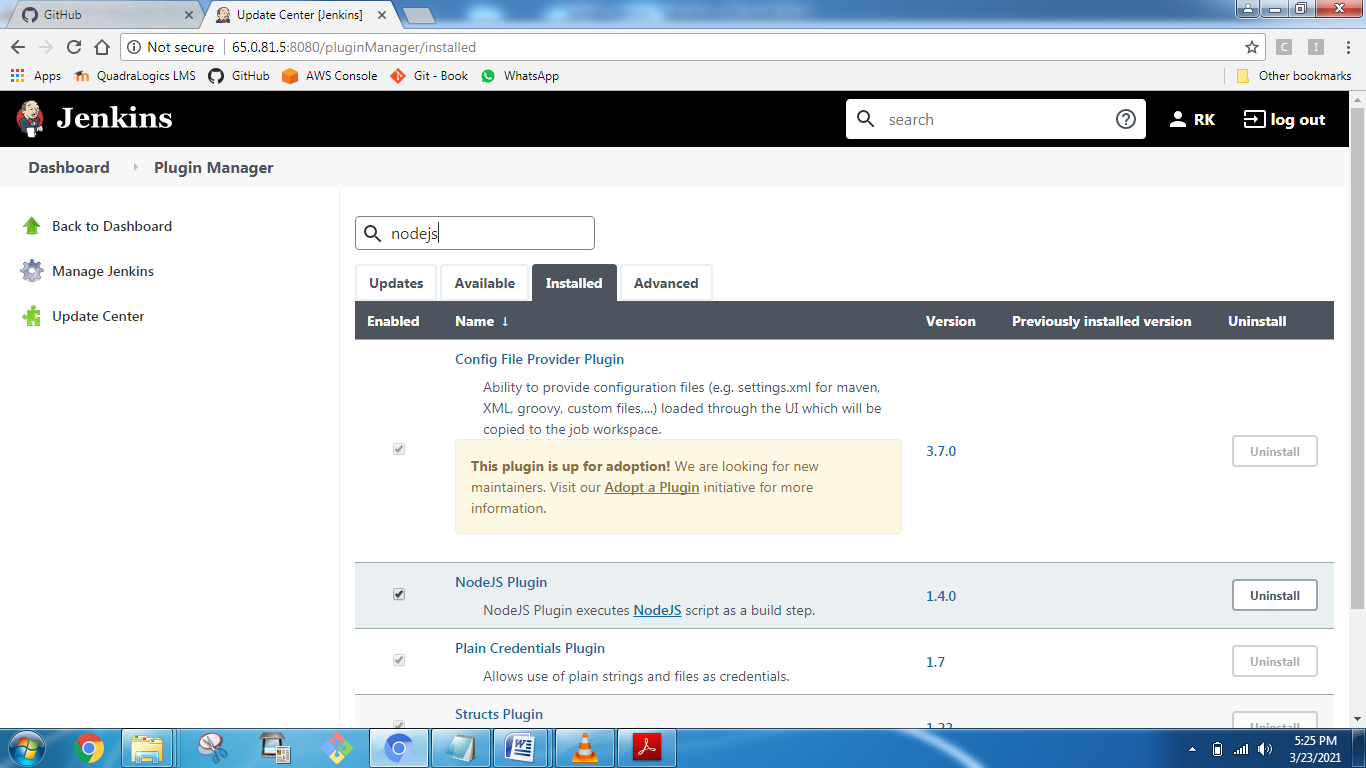 GitHub
Update Center [Jenkins]
Not secure 65.0.81.5:8080/pluginManager/installed
C
I
Apps QuadraLogics LMS GitHub AWS Console Git - Book WhatsApp Other bookmarks
Jenkins
search
RK
log out
Dashboard Plugin Manager
Back to Dashboard
Manage Jenkins
Update Center
nodejs
Updates Available Installed Advanced
Enabled Name ↓ Version Previously installed version Uninstall
Config File Provider Plugin
Ability to provide configuration files (e.g. settings.xml for maven,
XML, groovy, custom files,...) loaded through the UI which will be
copied to the job workspace.
This plugin is up for adoption! We are looking for new
maintainers. Visit our Adopt a Plugin initiative for more
information.
3.7.0
Uninstall
NodeJS Plugin
NodeJS Plugin executes NodeJS script as a build step.
1.4.0
Uninstall
Plain Credentials Plugin
Allows use of plain strings and files as credentials.
1.7
Uninstall
Structs Plugin
Uninstall
5:25 PM
3/23/2021